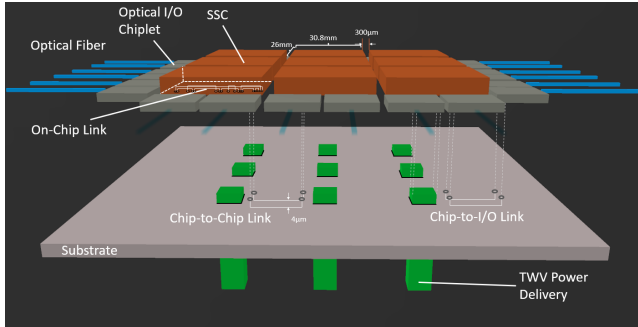 Optical I/O
Chiplet
SSC
30.8mm
300μm
26mm
Optical Fiber
On-Chip Link
Chip-to-Chip Link
4μm
Chip-to-I/O Link
Substrate
TWV Power
Delivery